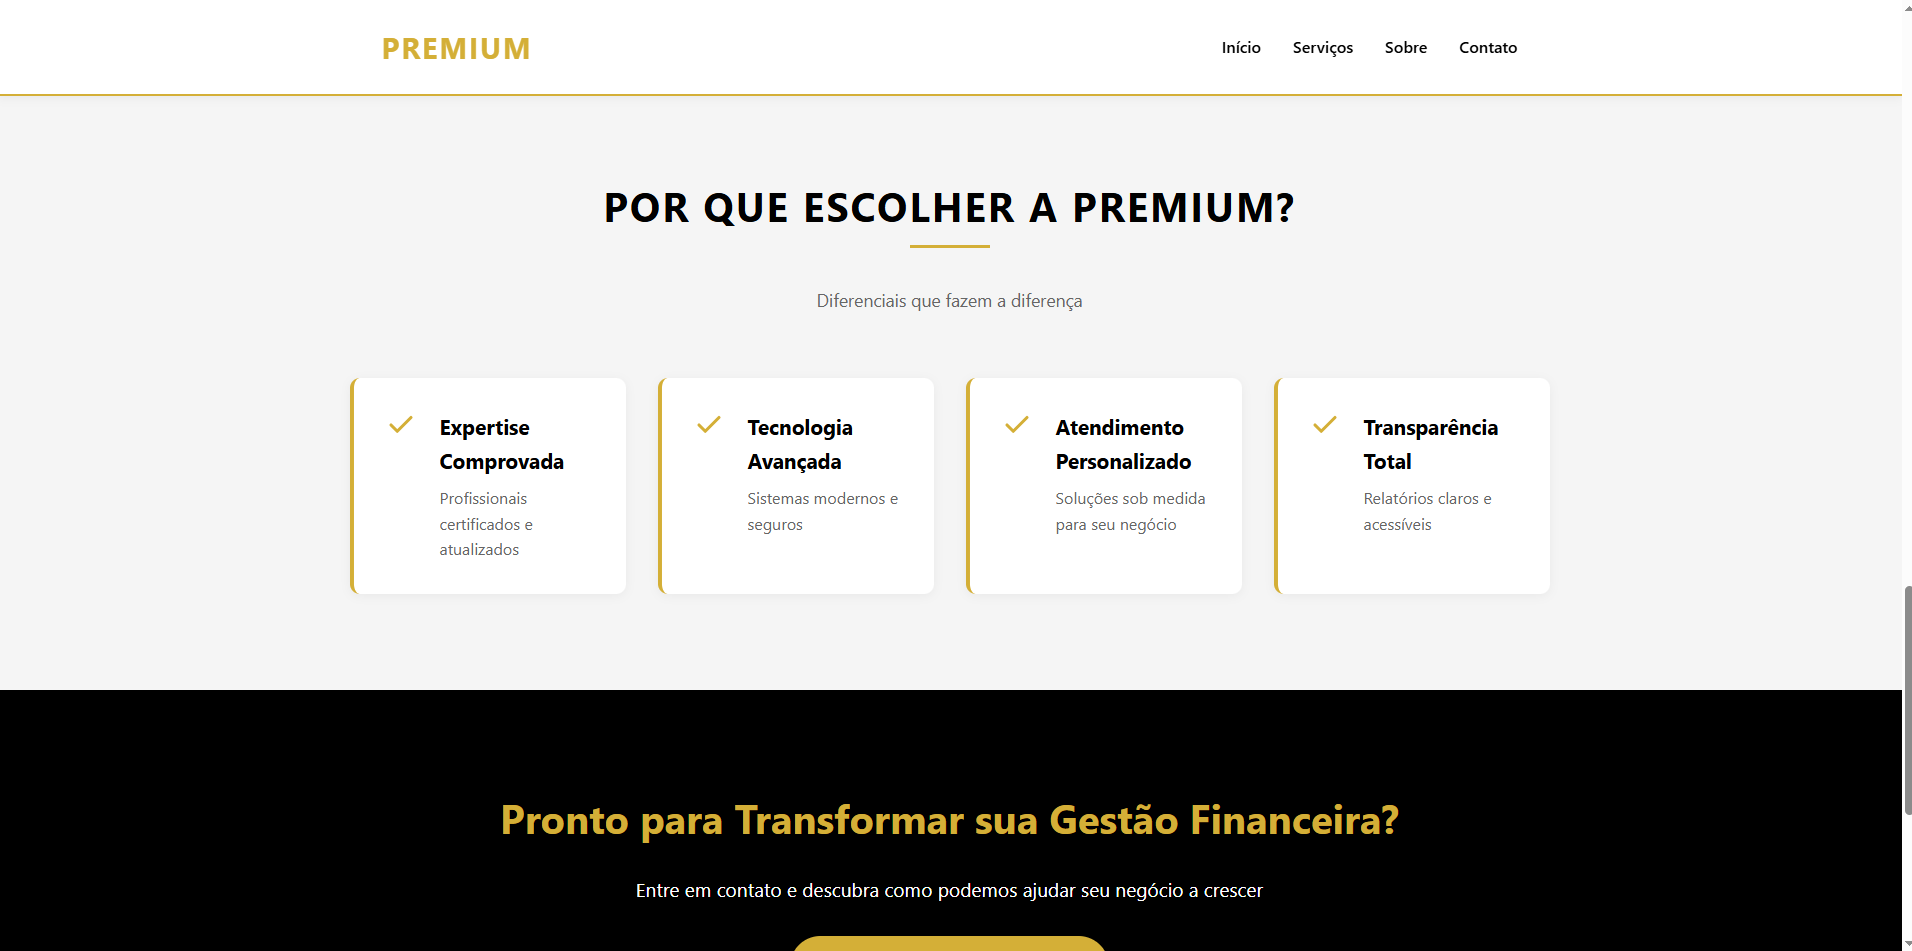 PREMIUM
Início Serviços Sobre Contato
POR QUE ESCOLHER A PREMIUM?
Diferenciais que fazem a diferença
Expertise
Comprovada
Profissionais
certificados e
atualizados
Tecnologia
Avançada
Sistemas modernos e
seguros
Atendimento
Personalizado
Soluções sob medida
para seu negócio
Transparência
Total
Relatórios claros e
acessíveis
Pronto para Transformar sua Gestão Financeira?
Entre em contato e descubra como podemos ajudar seu negócio a crescer